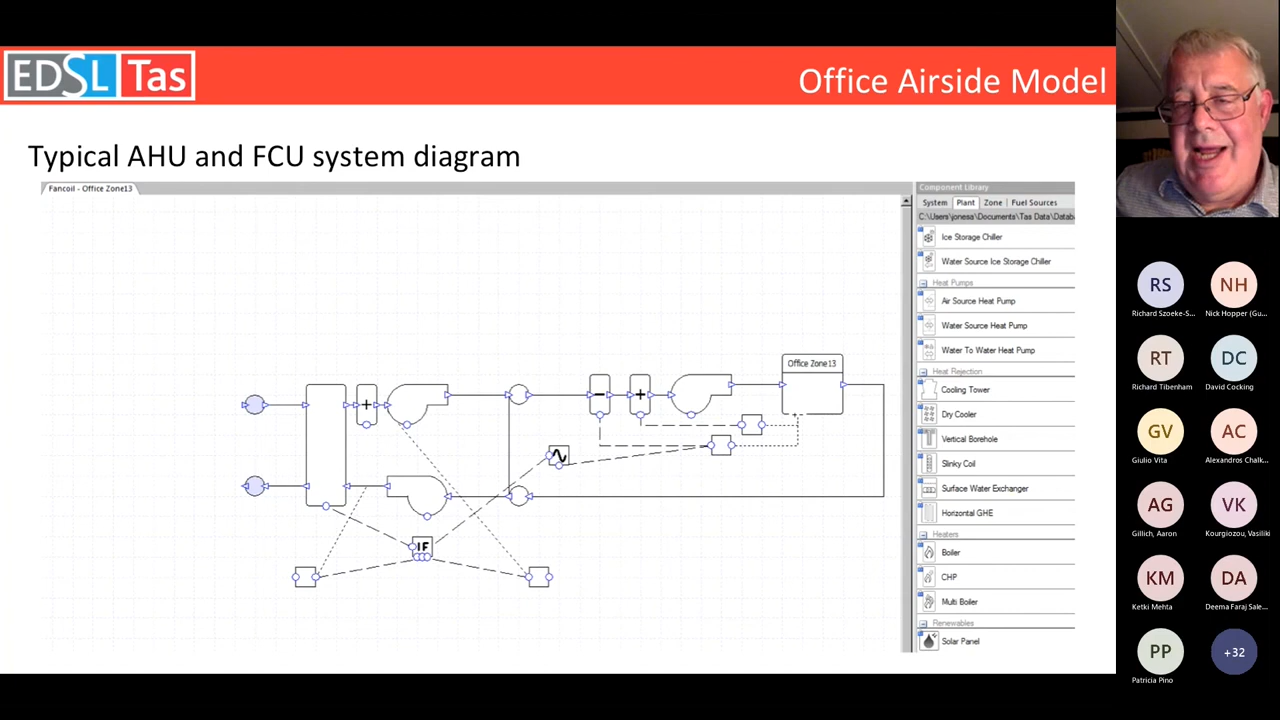 EDSL Tas
Office Airside Model
Typical AHU and FCU system diagram
Fancoil - Office Zone13
Office Zone13
IF
Component Library
System Plant Zone Fuel Sources
C:\Users\jonesa\Documents\Tas Data\Datab
Ice Storage Chiller
Water Source Ice Storage Chiller
Heat Pumps
Air Source Heat Pump
Water Source Heat Pump
Water To Water Heat Pump
Heat Rejection
Cooling Tower
Dry Cooler
Vertical Borehole
Slinky Coil
Surface Water Exchanger
Horizontal GHE
Heaters
Boiler
CHP
Multi Boiler
Renewables
Solar Panel
RS NH
Richard Szoeke-S... Nick Hopper (Gu...
RT DC
Richard Tibenham David Cocking
GV AC
Giulio Vita Alexandros Chalk...
AG VK
Gillich, Aaron Kourgiozou, Vasiliki
KM DA
Ketki Mehta Deema Faraj Sale...
PP +32
Patricia Pino